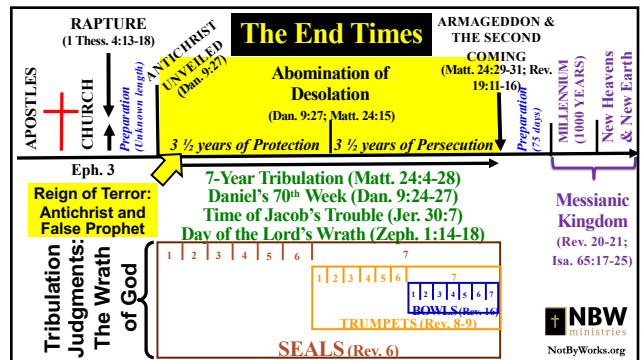 The End Times
RAPTURE
(1 Thess. 4:13-18)
ANTICHRIST
UNVEILED
(Dan. 9:27)
ARMAGEDDON &
THE SECOND
COMING
(Matt. 24:29-31; Rev.
19:11-16)
Abomination of
Desolation
(Dan. 9:27; Matt. 24:15)
APOSTLES
CHURCH
Preparation
(Unknown length)
3 ½ years of Protection
3 ½ years of Persecution
Preparation
(75 days)
MILLENNIUM
(1000 YEARS)
New Heavens
& New Earth
Eph. 3
Reign of Terror:
Antichrist and
False Prophet
7-Year Tribulation (Matt. 24:4-28)
Daniel's 70th Week (Dan. 9:24-27)
Time of Jacob's Trouble (Jer. 30:7)
Day of the Lord's Wrath (Zeph. 1:14-18)
Messianic
Kingdom
(Rev. 20-21;
Isa. 65:17-25)
Tribulation
Judgments:
The Wrath
of God
1 2 3 4 5 6 7
1 2 3 4 5 6 7
1 2 3 4 5 6 7
BOWLS (Rev. 16)
TRUMPETS (Rev. 8-9)
SEALS (Rev. 6)
NBW
ministries
NotByWorks.org